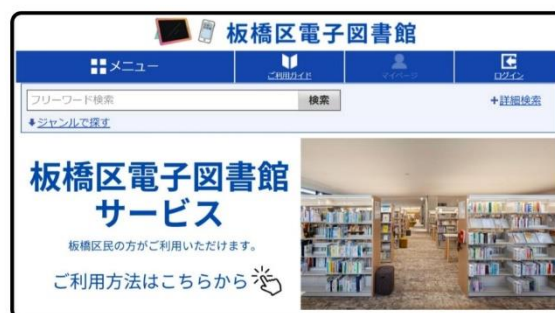 板橋区電子図書館
メニュー
ご利用ガイド
マイページ
ログイン
フリーワード検索
検索
+詳細検索
ジャンルで探す
板橋区電子図書館
サービス
板橋区民の方がご利用いただけます。
ご利用方法はこちらから